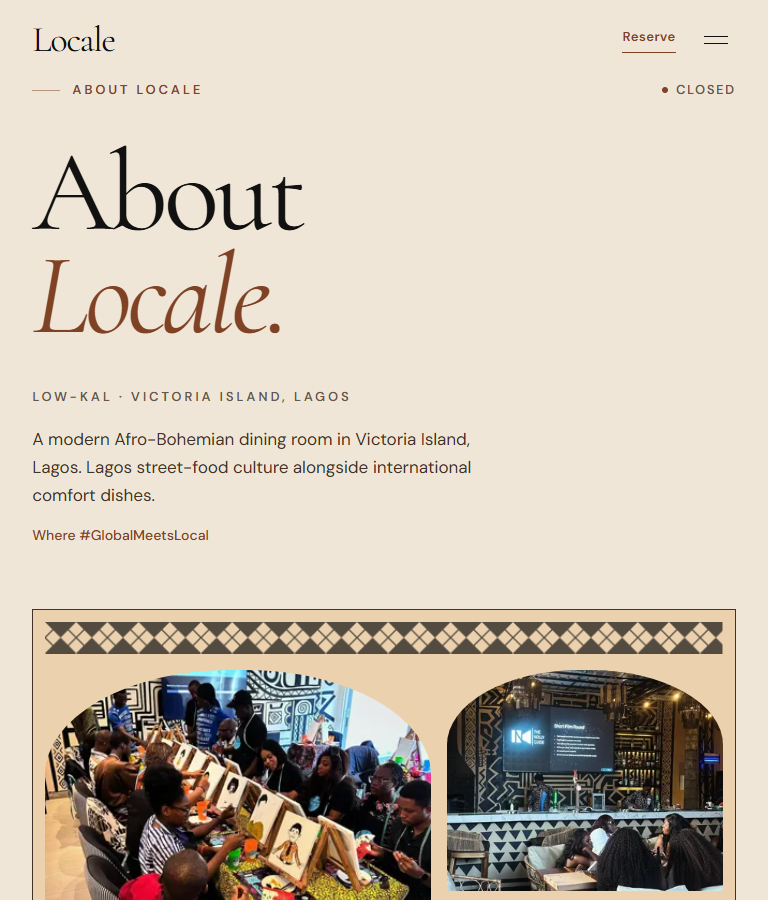 Locale
Reserve
ABOUT LOCALE
CLOSED
About
Locale.
LOW-KAL · VICTORIA ISLAND, LAGOS
A modern Afro-Bohemian dining room in Victoria Island,
Lagos. Lagos street-food culture alongside international
comfort dishes.
Where #GlobalMeetsLocal
THE